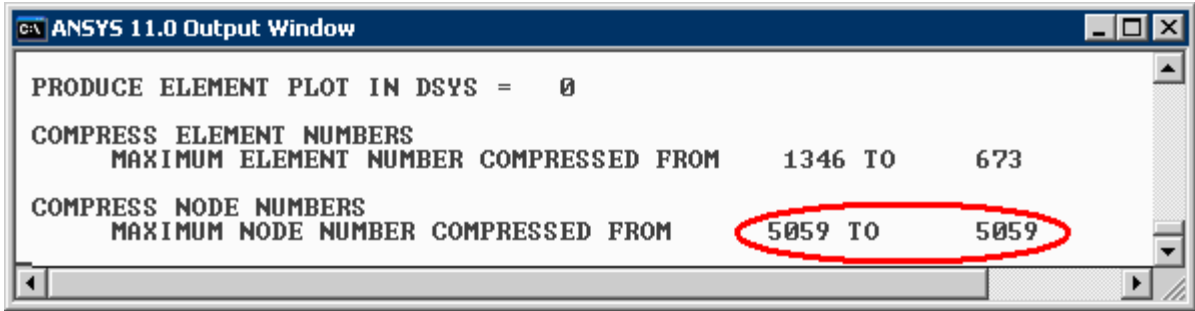 C:\ ANSYS 11.0 Output Window
PRODUCE ELEMENT PLOT IN DSYS = 0
COMPRESS ELEMENT NUMBERS
MAXIMUM ELEMENT NUMBER COMPRESSED FROM 1346 TO 673
COMPRESS NODE NUMBERS
MAXIMUM NODE NUMBER COMPRESSED FROM 5059 TO 5059